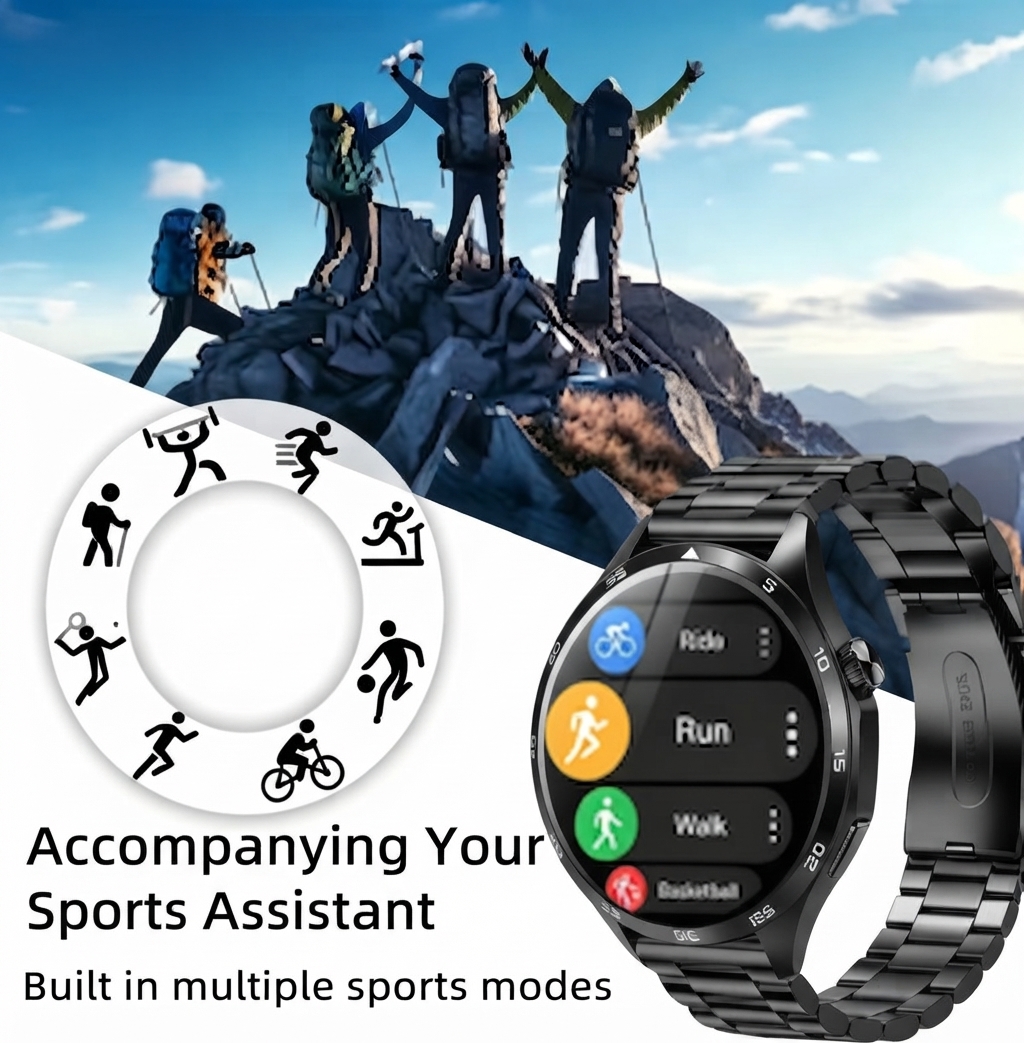 Ride
Run
Walk
Basketball
5
10
15
20
Accompanying Your
Sports Assistant
Built in multiple sports modes